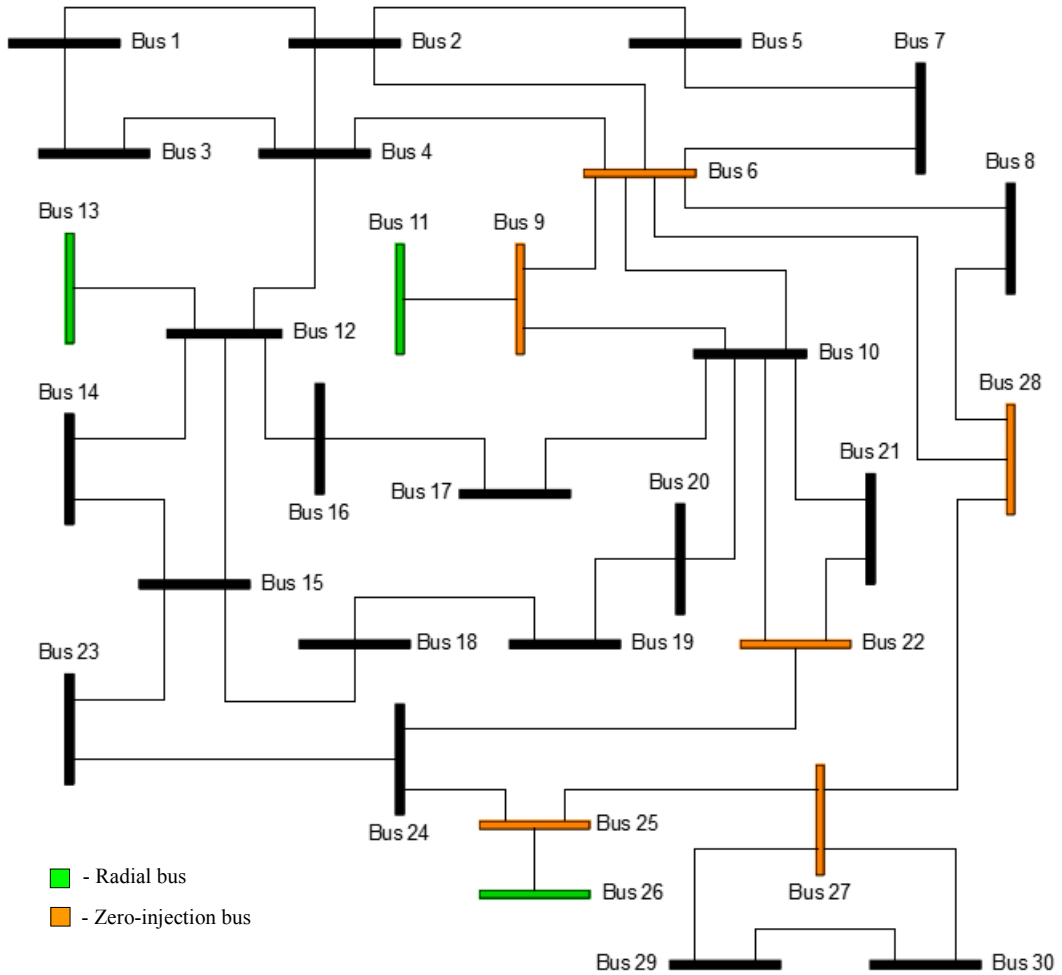 Bus 1
Bus 2
Bus 5
Bus 7
Bus 3
Bus 4
Bus 6
Bus 8
Bus 13
Bus 11
Bus 9
Bus 12
Bus 10
Bus 14
Bus 28
Bus 16
Bus 17
Bus 20
Bus 21
Bus 15
Bus 18
Bus 19
Bus 22
Bus 23
Bus 24
Bus 25
Bus 26
Bus 27
Bus 29
Bus 30
- Radial bus
- Zero-injection bus